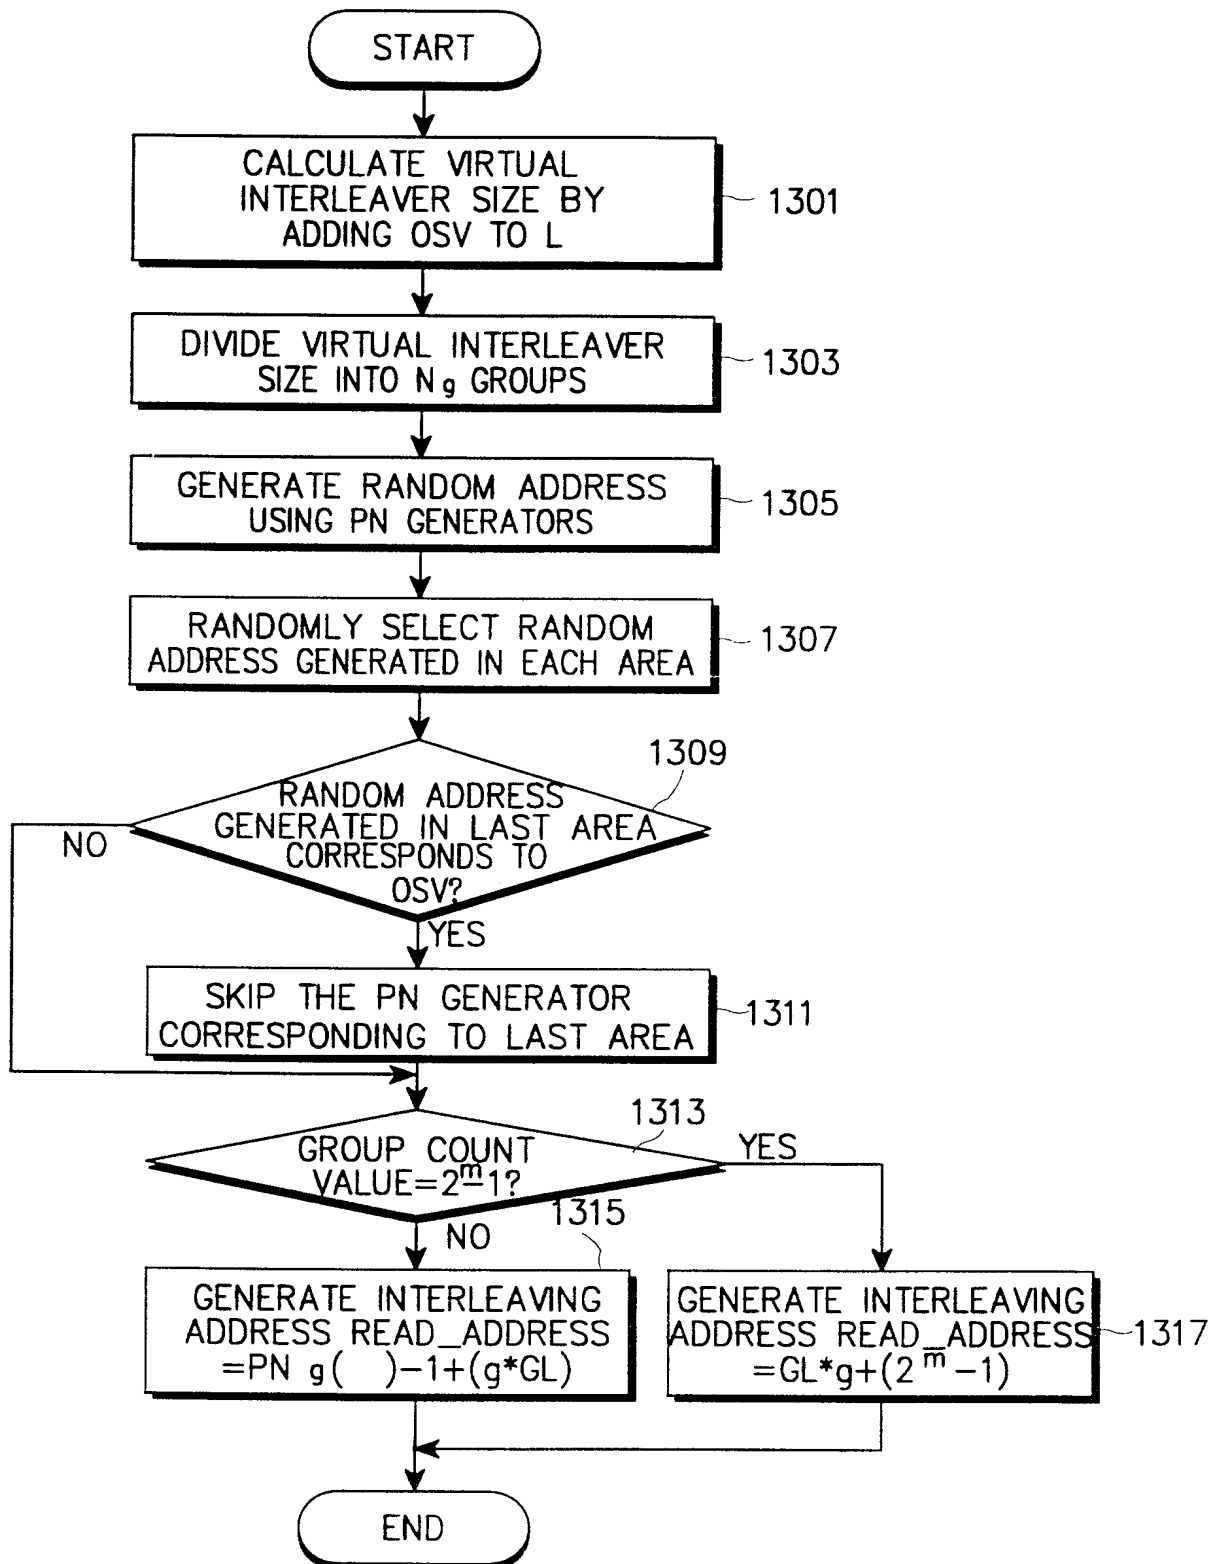 START
CALCULATE VIRTUAL
INTERLEAVER SIZE BY
ADDING OSV TO L
1301
DIVIDE VIRTUAL INTERLEAVER
SIZE INTO Ng GROUPS
1303
GENERATE RANDOM ADDRESS
USING PN GENERATORS
1305
RANDOMLY SELECT RANDOM
ADDRESS GENERATED IN EACH AREA
1307
1309
RANDOM ADDRESS
GENERATED IN LAST AREA
CORRESPONDS TO
OSV?
NO
YES
SKIP THE PN GENERATOR
CORRESPONDING TO LAST AREA
1311
1313
GROUP COUNT
VALUE=2^m-1?
YES
NO
1315
GENERATE INTERLEAVING
ADDRESS READ_ADDRESS
=PN g( )-1+(g*GL)
GENERATE INTERLEAVING
ADDRESS READ_ADDRESS
=GL*g+(2^m-1)
1317
END